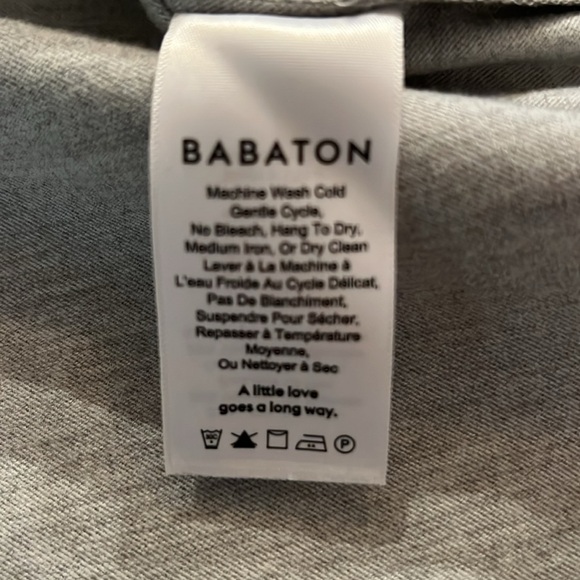 BABATON
Machine Wash Cold
Gentle Cycle,
No Bleach, Hang To Dry,
Medium Iron, Or Dry Clean
Laver à La Machine à
L'eau Froide Au Cycle Délicat,
Pas De Blanchiment,
Suspendre Pour Sécher,
Repasser à Température
Moyenne,
Ou Nettoyer à Sec
A little love
goes a long way.
P